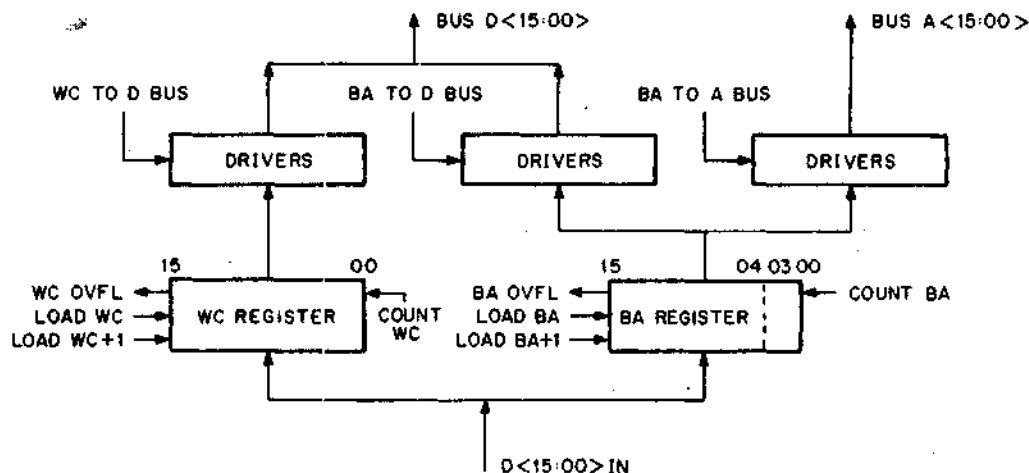 BUS D<15:00>
BUS A<15:00>
WC TO D BUS
BA TO D BUS
BA TO A BUS
DRIVERS
DRIVERS
DRIVERS
15
00
15
04 03 00
WC OVFL
LOAD WC
LOAD WC+1
WC REGISTER
COUNT
WC
BA OVFL
LOAD BA
LOAD BA+1
BA REGISTER
COUNT BA
D<15:00>IN